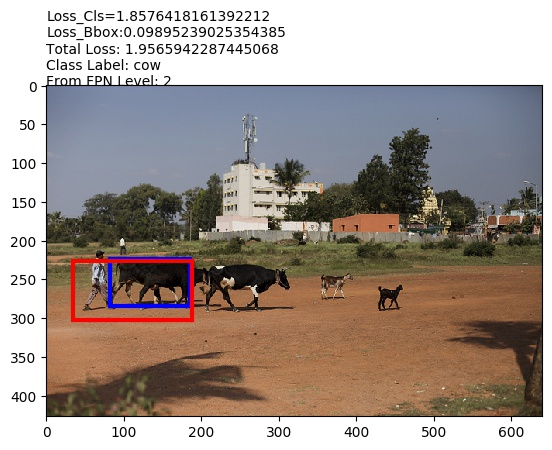 Loss_Cls=1.8576418161392212
Loss_Bbox:0.09895239025354385
Total Loss: 1.9565942287445068
Class Label: cow
From FPN Level: 2
0
50
100
150
200
250
300
350
400
0 100 200 300 400 500 600